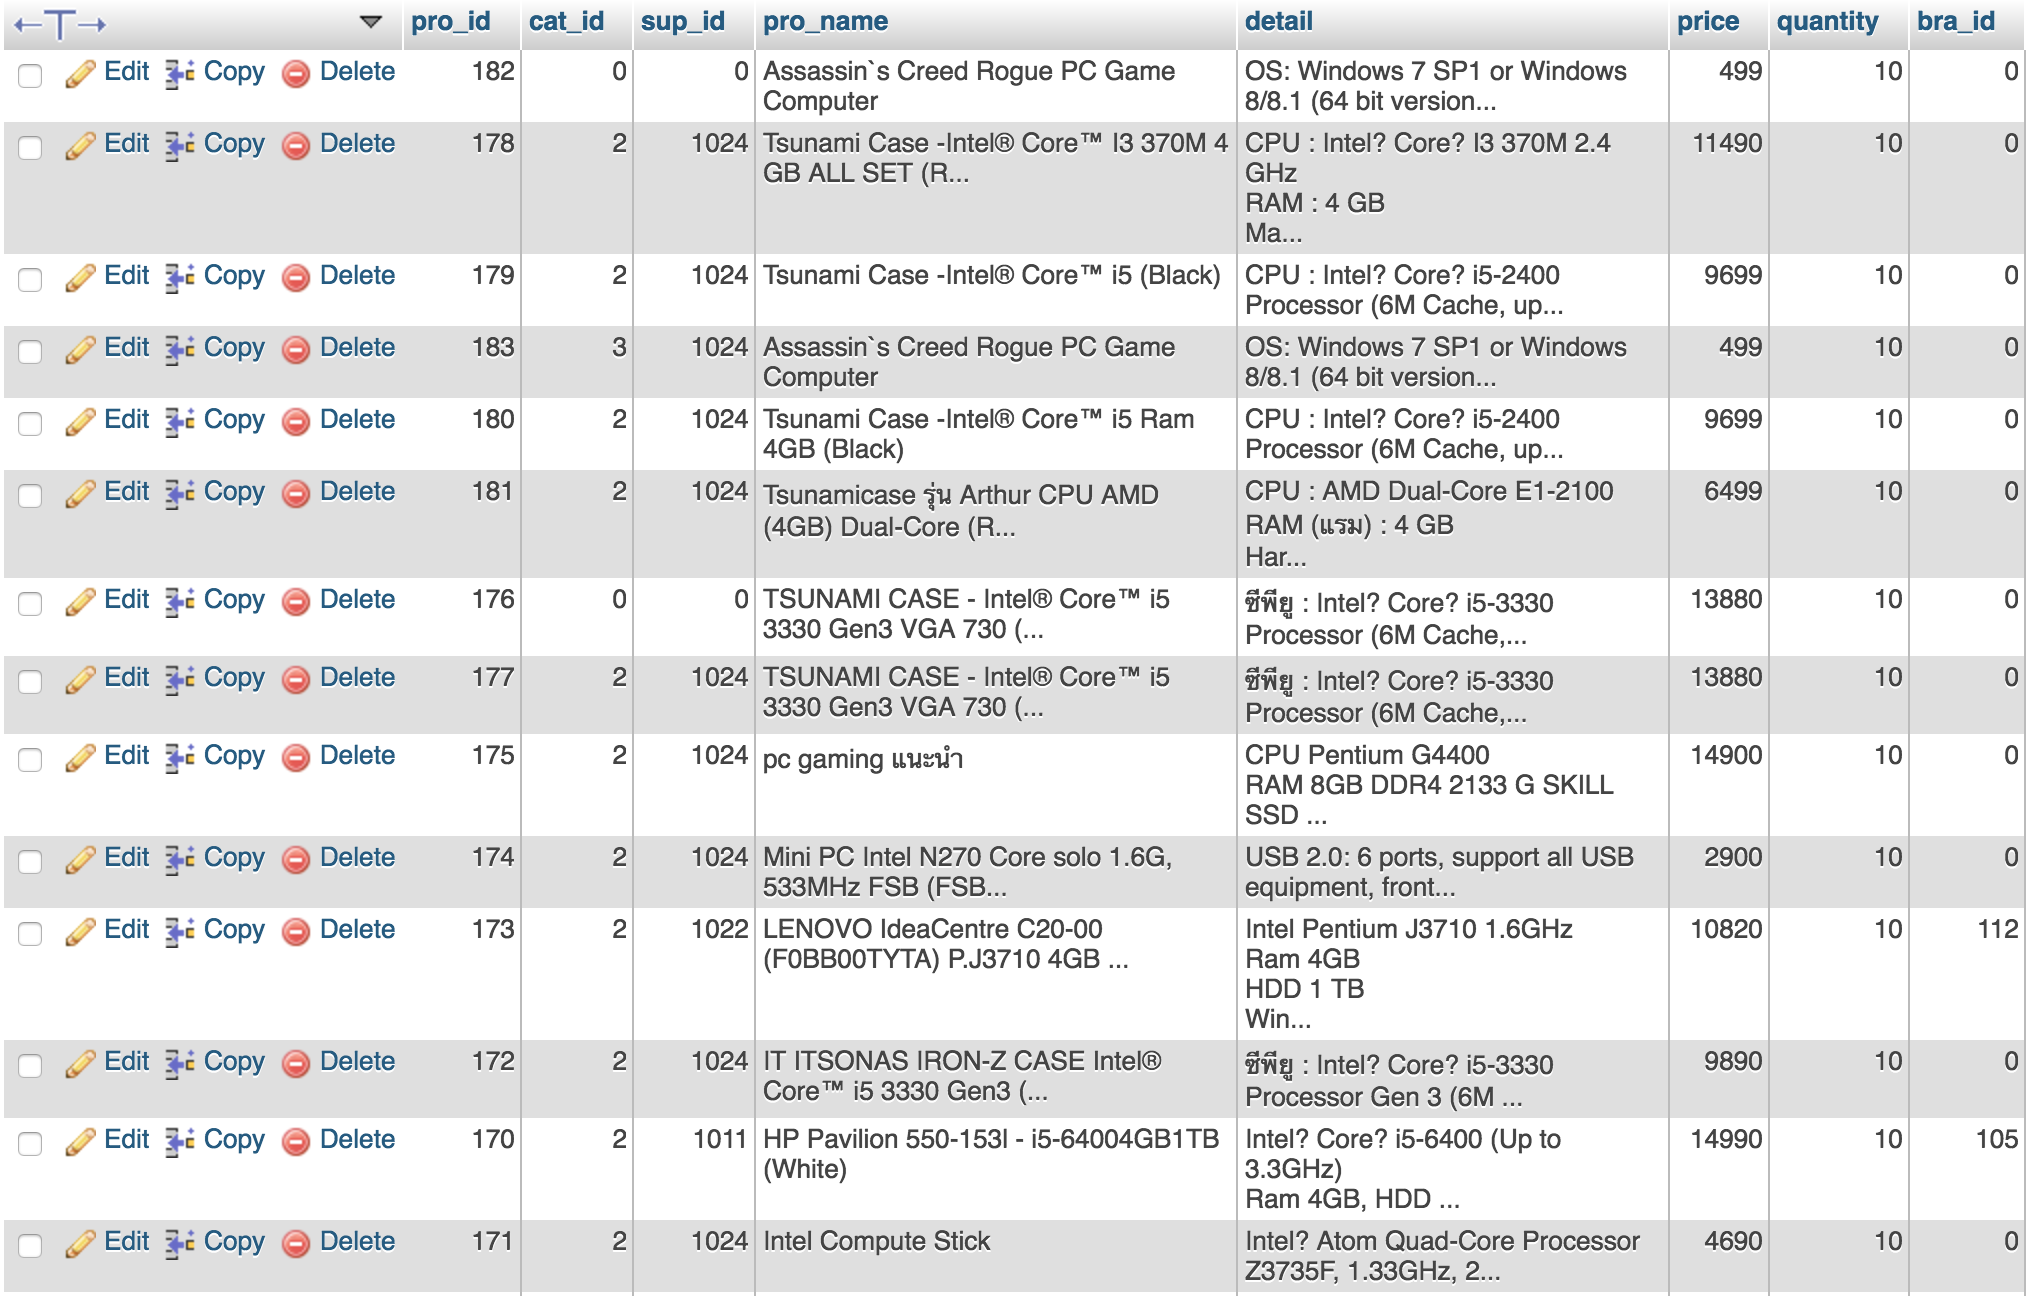 pro_id cat_id sup_id pro_name detail price quantity bra_id
Edit Copy Delete 182 0 0 Assassin`s Creed Rogue PC Game OS: Windows 7 SP1 or Windows 499 10 0
Computer 8/8.1 (64 bit version...
Edit Copy Delete 178 2 1024 Tsunami Case -Intel® Core™ I3 370M 4 CPU : Intel? Core? I3 370M 2.4 11490 10 0
GB ALL SET (R... GHz
RAM : 4 GB
Ma...
Edit Copy Delete 179 2 1024 Tsunami Case -Intel® Core™ i5 (Black) CPU : Intel? Core? i5-2400 9699 10 0
Processor (6M Cache, up...
Edit Copy Delete 183 3 1024 Assassin`s Creed Rogue PC Game OS: Windows 7 SP1 or Windows 499 10 0
Computer 8/8.1 (64 bit version...
Edit Copy Delete 180 2 1024 Tsunami Case -Intel® Core™ i5 Ram CPU : Intel? Core? i5-2400 9699 10 0
4GB (Black) Processor (6M Cache, up...
Edit Copy Delete 181 2 1024 Tsunamicase รุ่น Arthur CPU AMD CPU : AMD Dual-Core E1-2100 6499 10 0
(4GB) Dual-Core (R... RAM (แรม) : 4 GB
Har...
Edit Copy Delete 176 0 0 TSUNAMI CASE - Intel® Core™ i5 ซีพียู : Intel? Core? i5-3330 13880 10 0
3330 Gen3 VGA 730 (... Processor (6M Cache,...
Edit Copy Delete 177 2 1024 TSUNAMI CASE - Intel® Core™ i5 ซีพียู : Intel? Core? i5-3330 13880 10 0
3330 Gen3 VGA 730 (... Processor (6M Cache,...
Edit Copy Delete 175 2 1024 pc gaming แนะนำ CPU Pentium G4400 14900 10 0
RAM 8GB DDR4 2133 G SKILL
SSD ...
Edit Copy Delete 174 2 1024 Mini PC Intel N270 Core solo 1.6G, USB 2.0: 6 ports, support all USB 2900 10 0
533MHz FSB (FSB... equipment, front...
Edit Copy Delete 173 2 1022 LENOVO IdeaCentre C20-00 Intel Pentium J3710 1.6GHz 10820 10 112
(F0BB00TYTA) P.J3710 4GB ... Ram 4GB
HDD 1 TB
Win...
Edit Copy Delete 172 2 1024 IT ITSONAS IRON-Z CASE Intel® ซีพียู : Intel? Core? i5-3330 9890 10 0
Core™ i5 3330 Gen3 (... Processor Gen 3 (6M ...
Edit Copy Delete 170 2 1011 HP Pavilion 550-153l - i5-64004GB1TB Intel? Core? i5-6400 (Up to 14990 10 105
(White) 3.3GHz)
Ram 4GB, HDD ...
Edit Copy Delete 171 2 1024 Intel Compute Stick Intel? Atom Quad-Core Processor 4690 10 0
Z3735F, 1.33GHz, 2...